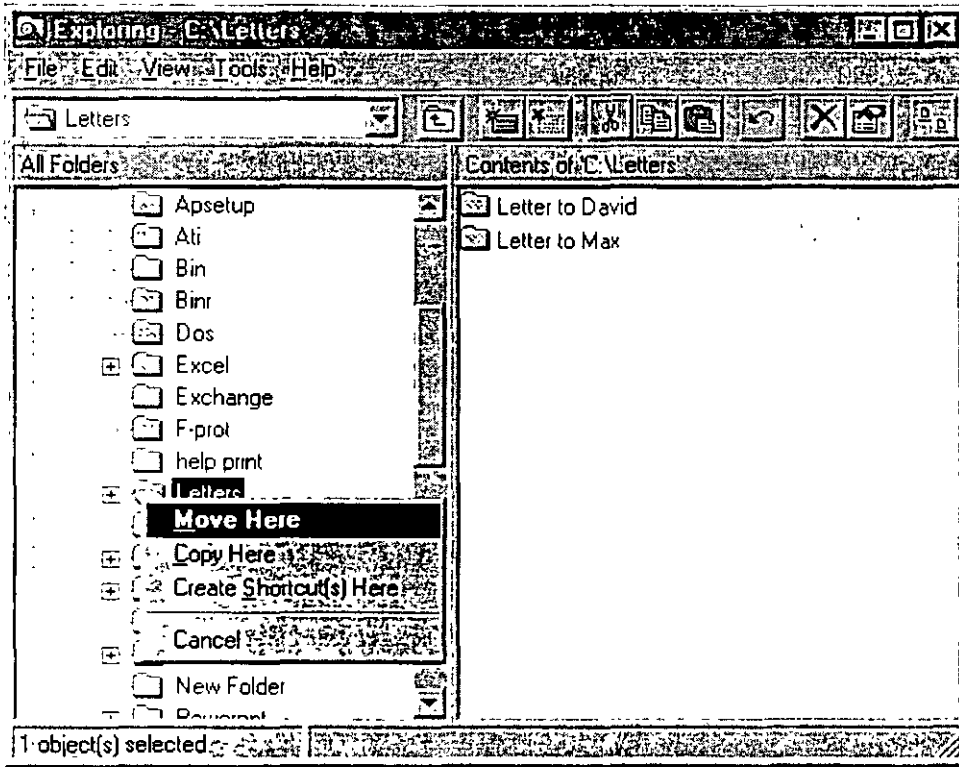 Exploring - C:\Letters
File Edit View Tools Help
Letters
All Folders
Contents of 'C:\Letters'
Apsetup
Ati
Bin
Binr
Dos
Excel
Exchange
F-prot
help print
Letters
Move Here
Copy Here
Create Shortcut(s) Here
Cancel
New Folder
Letter to David
Letter to Max
1 object(s) selected